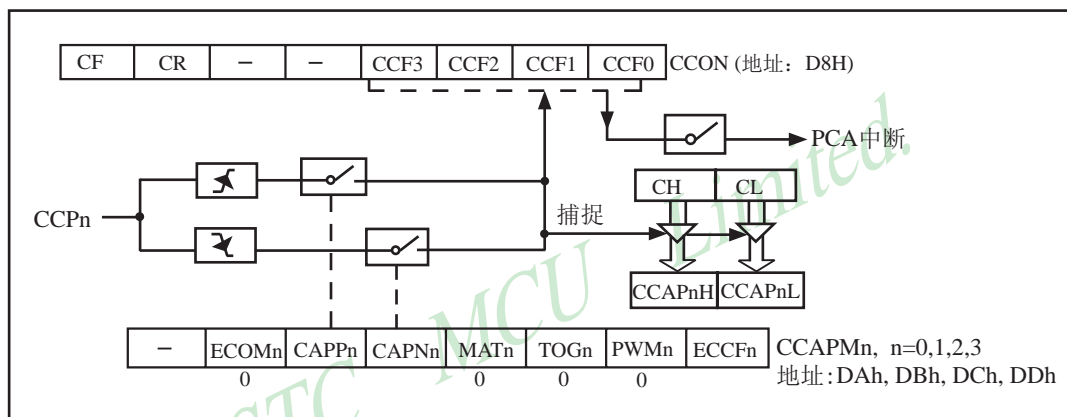 CF CR － － CCF3 CCF2 CCF1 CCF0 CCON (地址：D8H)
PCA中断
CH CL
CCPn
捕捉
CCAPnH CCAPnL
－ ECOMn CAPPn CAPNn MATn TOGn PWMn ECCFn CCAPMn, n=0,1,2,3
0 0 0 0 地址:DAh, DBh, DCh, DDh
STC MCU Limited.